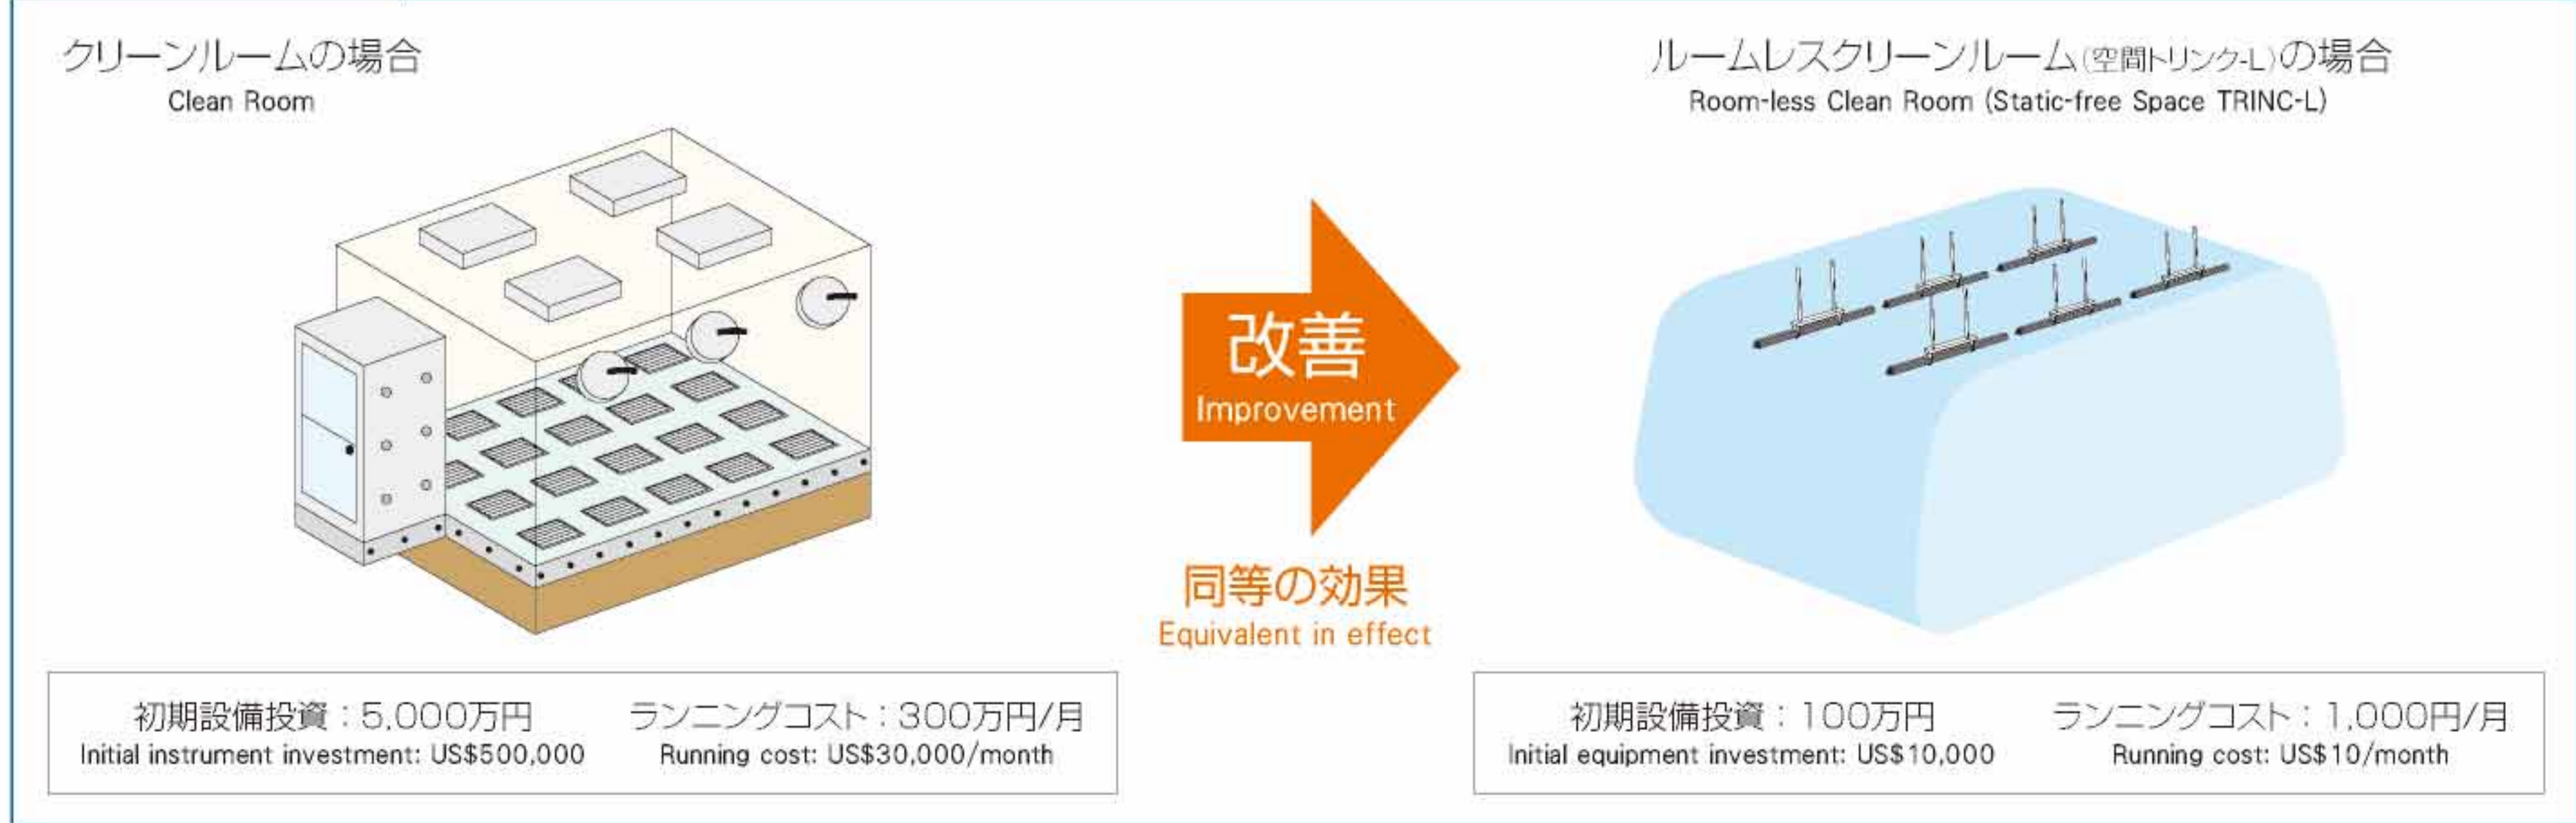 クリーンルームの場合
Clean Room
ルームレスクリーンルーム(空間トリンク-L)の場合
Room-less Clean Room (Static-free Space TRINC-L)
改善
Improvement
同等の効果
Equivalent in effect
初期設備投資：5,000万円 ランニングコスト：300万円/月
Initial instrument investment: US$500,000 Running cost: US$30,000/month
初期設備投資：100万円 ランニングコスト：1,000円/月
Initial equipment investment: US$10,000 Running cost: US$10/month